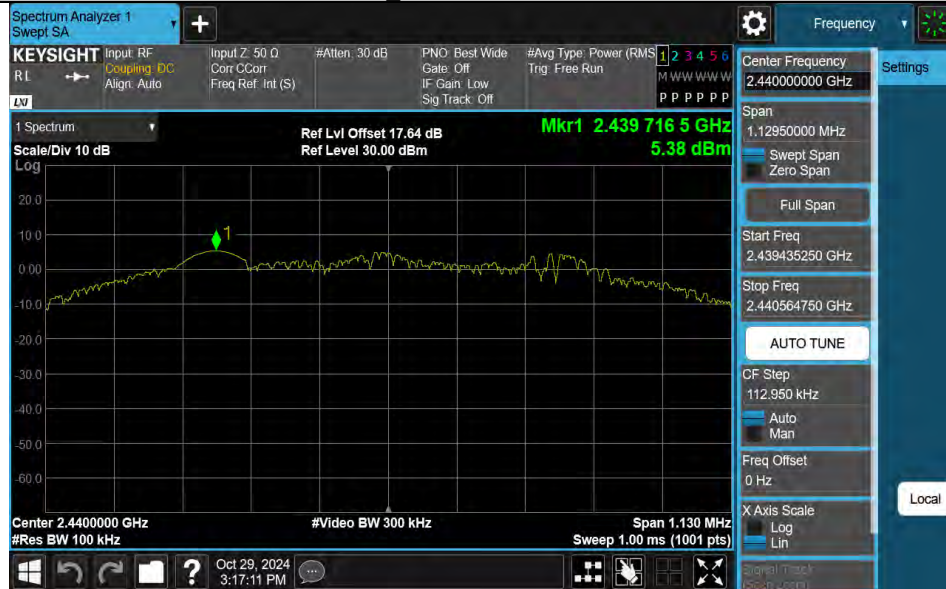 Spectrum Analyzer 1
Swept SA
+
Frequency
KEYSIGHT
Input: RF
Coupling: DC
Align: Auto
Input Z: 50 Ω
Corr CCorr
Freq Ref: Int (S)
#Atten: 30 dB
PNO: Best Wide
Gate: Off
IF Gain: Low
Sig Track: Off
#Avg Type: Power (RMS
Trig: Free Run
1 2 3 4 5 6
M W W W W W
P P P P P P
R L
LXI
1 Spectrum
Scale/Div 10 dB
Log
Ref Lvl Offset 17.64 dB
Ref Level 30.00 dBm
Mkr1 2.439 716 5 GHz
5.38 dBm
20.0
10.0
0.00
-10.0
-20.0
-30.0
-40.0
-50.0
-60.0
1
Center 2.4400000 GHz
#Res BW 100 kHz
#Video BW 300 kHz
Span 1.130 MHz
Sweep 1.00 ms (1001 pts)
?
Oct 29, 2024
3:17:11 PM
Center Frequency
2.440000000 GHz
Span
1.12950000 MHz
Swept Span
Zero Span
Full Span
Start Freq
2.439435250 GHz
Stop Freq
2.440564750 GHz
AUTO TUNE
CF Step
112.950 kHz
Auto
Man
Freq Offset
0 Hz
X Axis Scale
Log
Lin
Signal Track
(Span Zoom)
Settings
Local